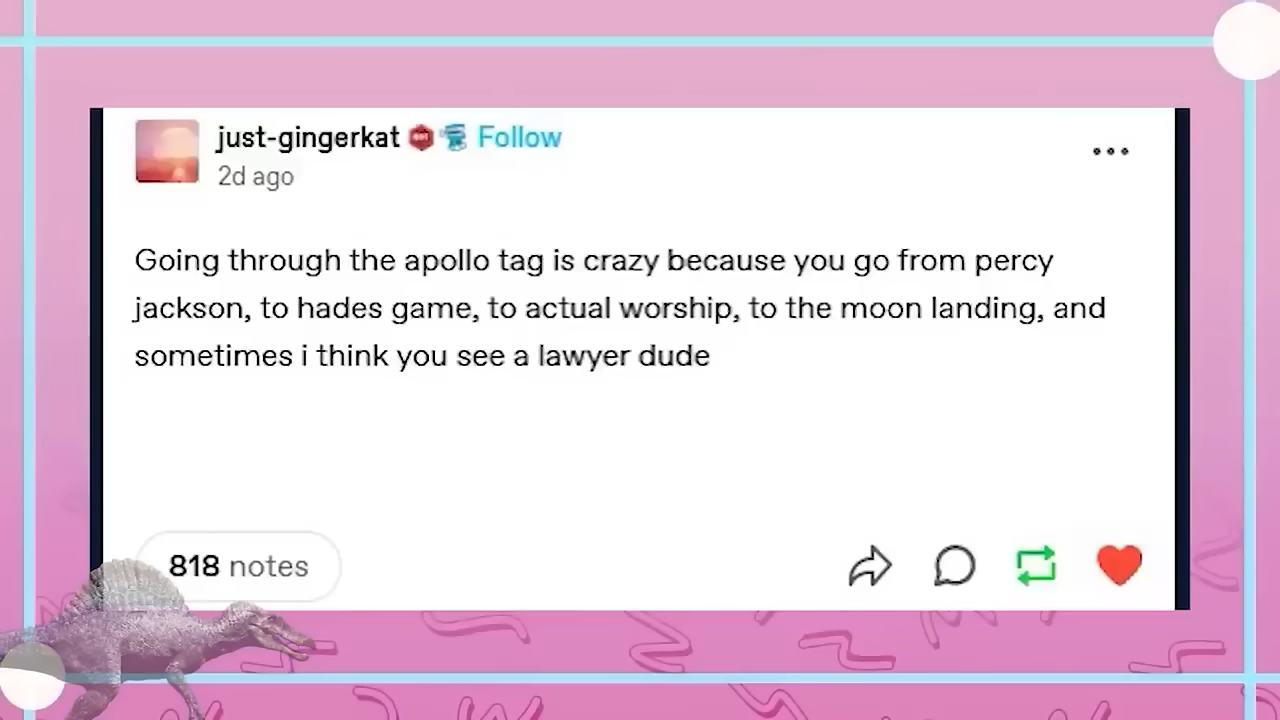 just-gingerkat Follow
2d ago
Going through the apollo tag is crazy because you go from percy
jackson, to hades game, to actual worship, to the moon landing, and
sometimes i think you see a lawyer dude
818 notes